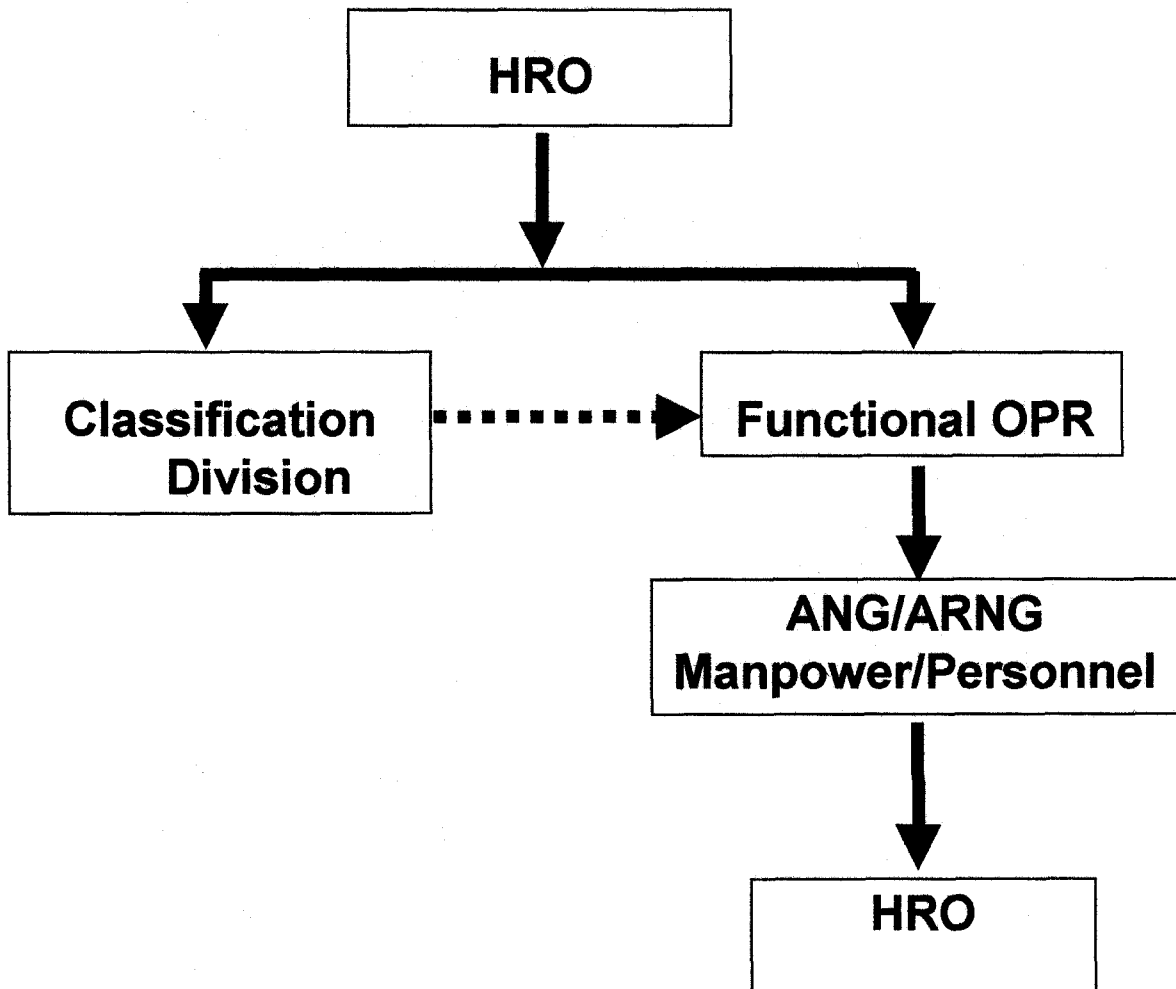 HRO
Classification
Division
Functional OPR
ANG/ARNG
Manpower/Personnel
HRO